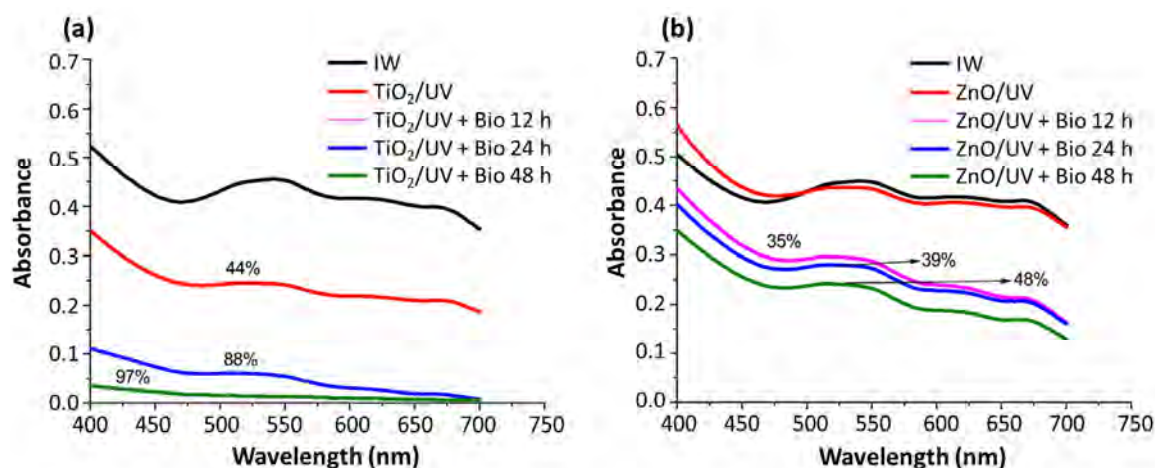 (a)
IW
TiO₂/UV
TiO₂/UV + Bio 12 h
TiO₂/UV + Bio 24 h
TiO₂/UV + Bio 48 h
44%
88%
97%
0.7
0.6
0.5
0.4
0.3
0.2
0.1
0.0
400 450 500 550 600 650 700 750
Absorbance
Wavelength (nm)
(b)
IW
ZnO/UV
ZnO/UV + Bio 12 h
ZnO/UV + Bio 24 h
ZnO/UV + Bio 48 h
35%
39%
48%
0.7
0.6
0.5
0.4
0.3
0.2
0.1
0.0
400 450 500 550 600 650 700 750
Absorbance
Wavelength (nm)